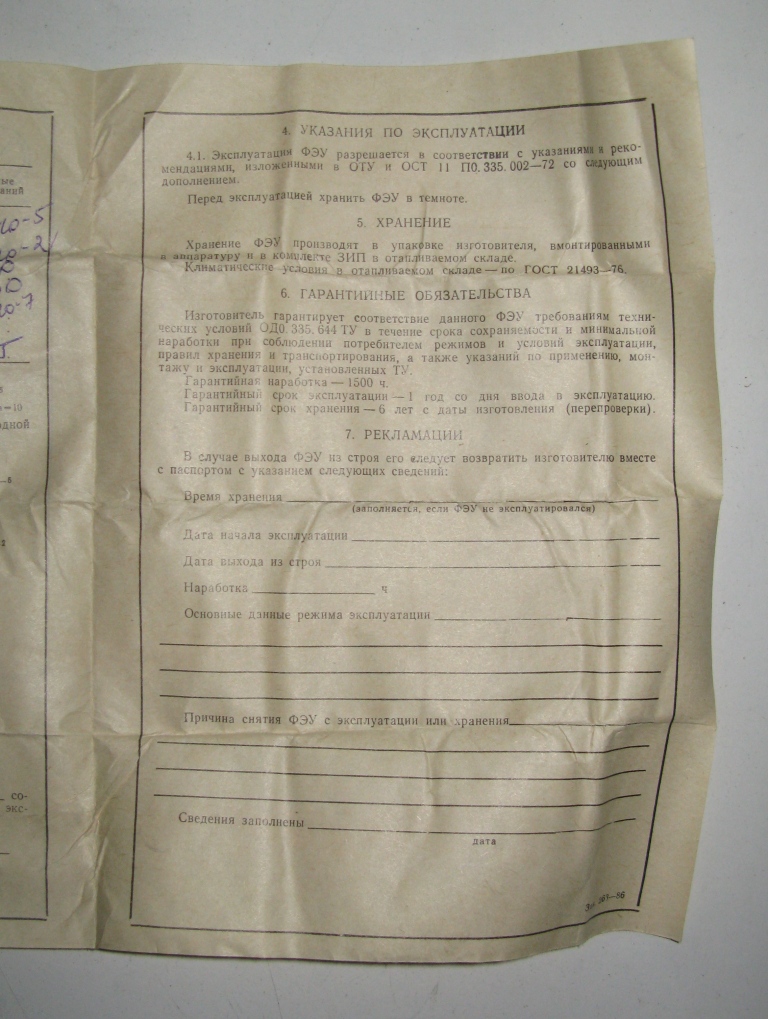 ные
аний
4. УКАЗАНИЯ ПО ЭКСПЛУАТАЦИИ
4.1. Эксплуатация ФЭУ разрешается в соответствии с указаниями и реко-
мендациями, изложенными в ОТУ и ОСТ 11 П0.335.002—72 со следующим
дополнением.
Перед эксплуатацией хранить ФЭУ в темноте.
5. ХРАНЕНИЕ
Хранение ФЭУ производят в упаковке изготовителя, вмонтированными
в аппаратуру и в комплекте ЗИП в отапливаемом складе.
Климатические условия в отапливаемом складе — по ГОСТ 21493—76.
6. ГАРАНТИЙНЫЕ ОБЯЗАТЕЛЬСТВА
Изготовитель гарантирует соответствие данного ФЭУ требованиям техни-
ческих условий ОД0.335.644 ТУ в течение срока сохраняемости и минимальной
наработки при соблюдении потребителем режимов и условий эксплуатации,
правил хранения и транспортирования, а также указаний по применению, мон-
тажу и эксплуатации, установленных ТУ.
Гарантийная наработка — 1500 ч.
Гарантийный срок эксплуатации — 1 год со дня ввода в эксплуатацию.
Гарантийный срок хранения — 6 лет с даты изготовления (перепроверки).
7. РЕКЛАМАЦИИ
В случае выхода ФЭУ из строя его следует возвратить изготовителю вместе
с паспортом с указанием следующих сведений:
Время хранения
(заполняется, если ФЭУ не эксплуатировался)
Дата начала эксплуатации
Дата выхода из строя
Наработка ч
Основные данные режима эксплуатации
Причина снятия ФЭУ с эксплуатации или хранения
Сведения заполнены
дата
—10
одной
со-
экс-